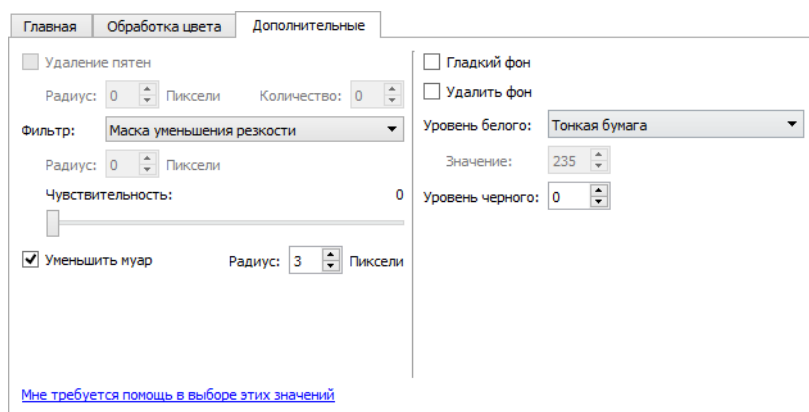 Главная Обработка цвета Дополнительные
Удаление пятен
Радиус: 0 Пиксели Количество: 0
Фильтр: Маска уменьшения резкости
Радиус: 0 Пиксели
Чувствительность: 0
Уменьшить муар Радиус: 3 Пиксели
Мне требуется помощь в выборе этих значений
Гладкий фон
Удалить фон
Уровень белого: Тонкая бумага
Значение: 235
Уровень черного: 0